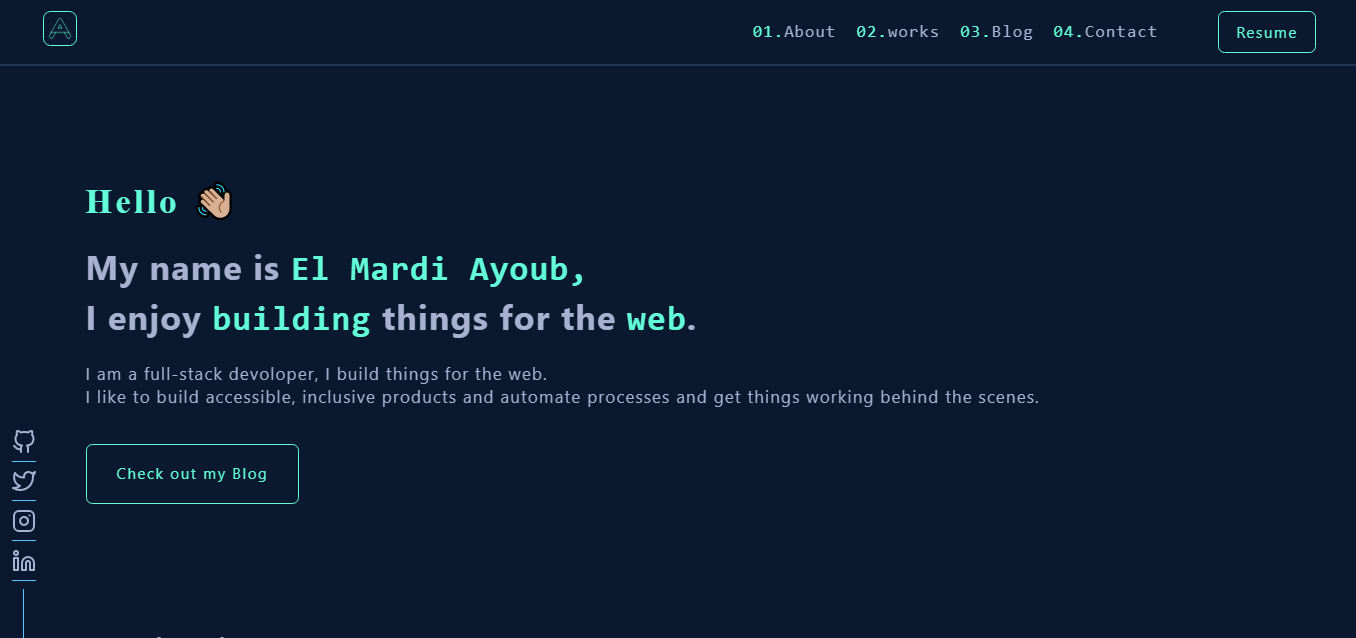 A
01.About 02.works 03.Blog 04.Contact Resume
Hello
My name is El Mardi Ayoub,
I enjoy building things for the web.
I am a full-stack devoloper, I build things for the web.
I like to build accessible, inclusive products and automate processes and get things working behind the scenes.
Check out my Blog